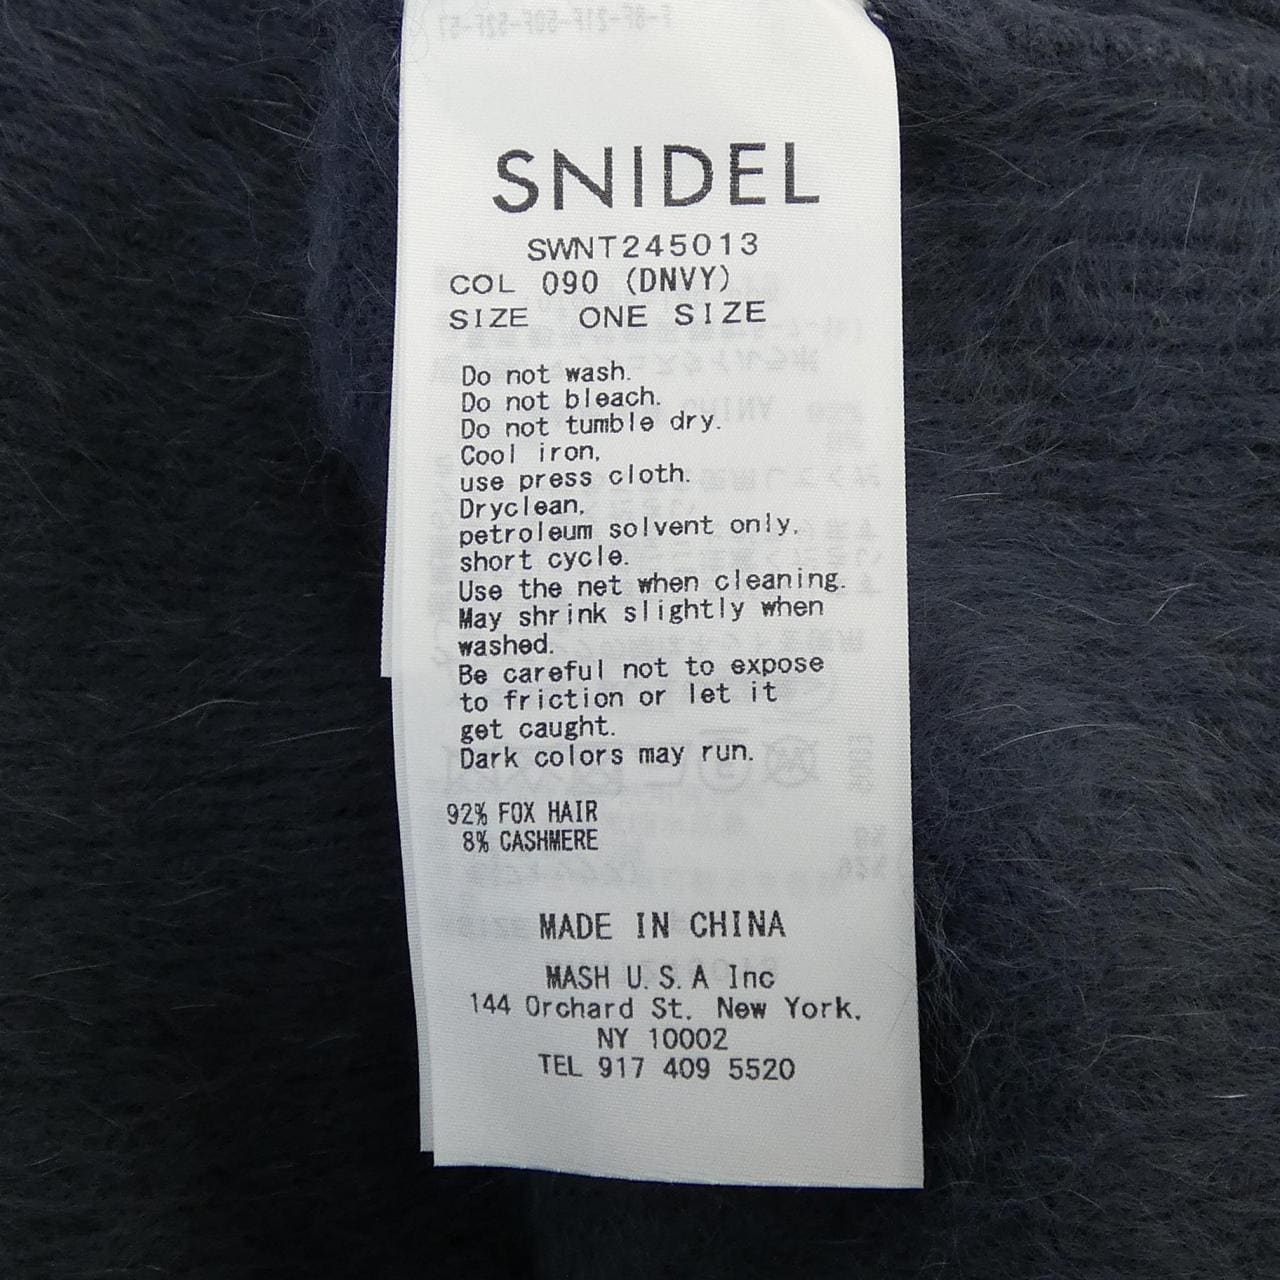 SNIDEL
SWNT245013
COL 090 (DNVY)
SIZE ONE SIZE
Do not wash.
Do not bleach.
Do not tumble dry.
Cool iron,
use press cloth.
Dryclean,
petroleum solvent only,
short cycle.
Use the net when cleaning.
May shrink slightly when
washed.
Be careful not to expose
to friction or let it
get caught.
Dark colors may run.
92% FOX HAIR
8% CASHMERE
MADE IN CHINA
MASH U.S.A Inc
144 Orchard St. New York,
NY 10002
TEL 917 409 5520